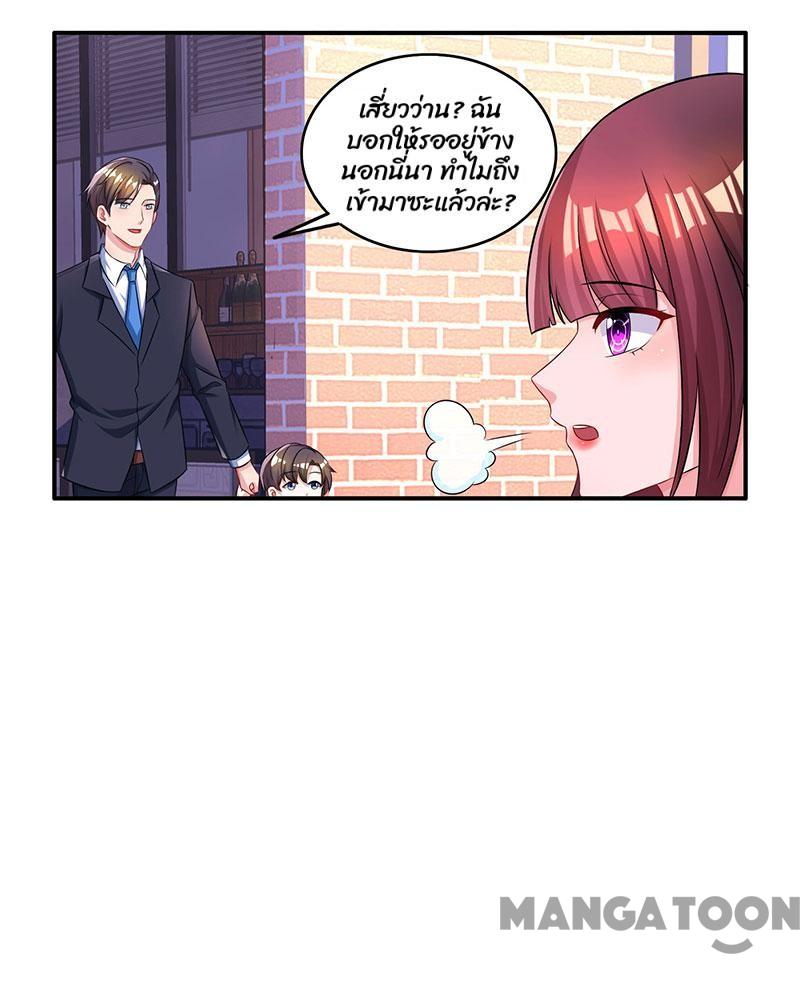 เสี่ยวว่าน? ฉัน
บอกให้รออยู่ข้าง
นอกนี่นา ทำไมถึง
เข้ามาซะแล้วล่ะ?
MANGATOON